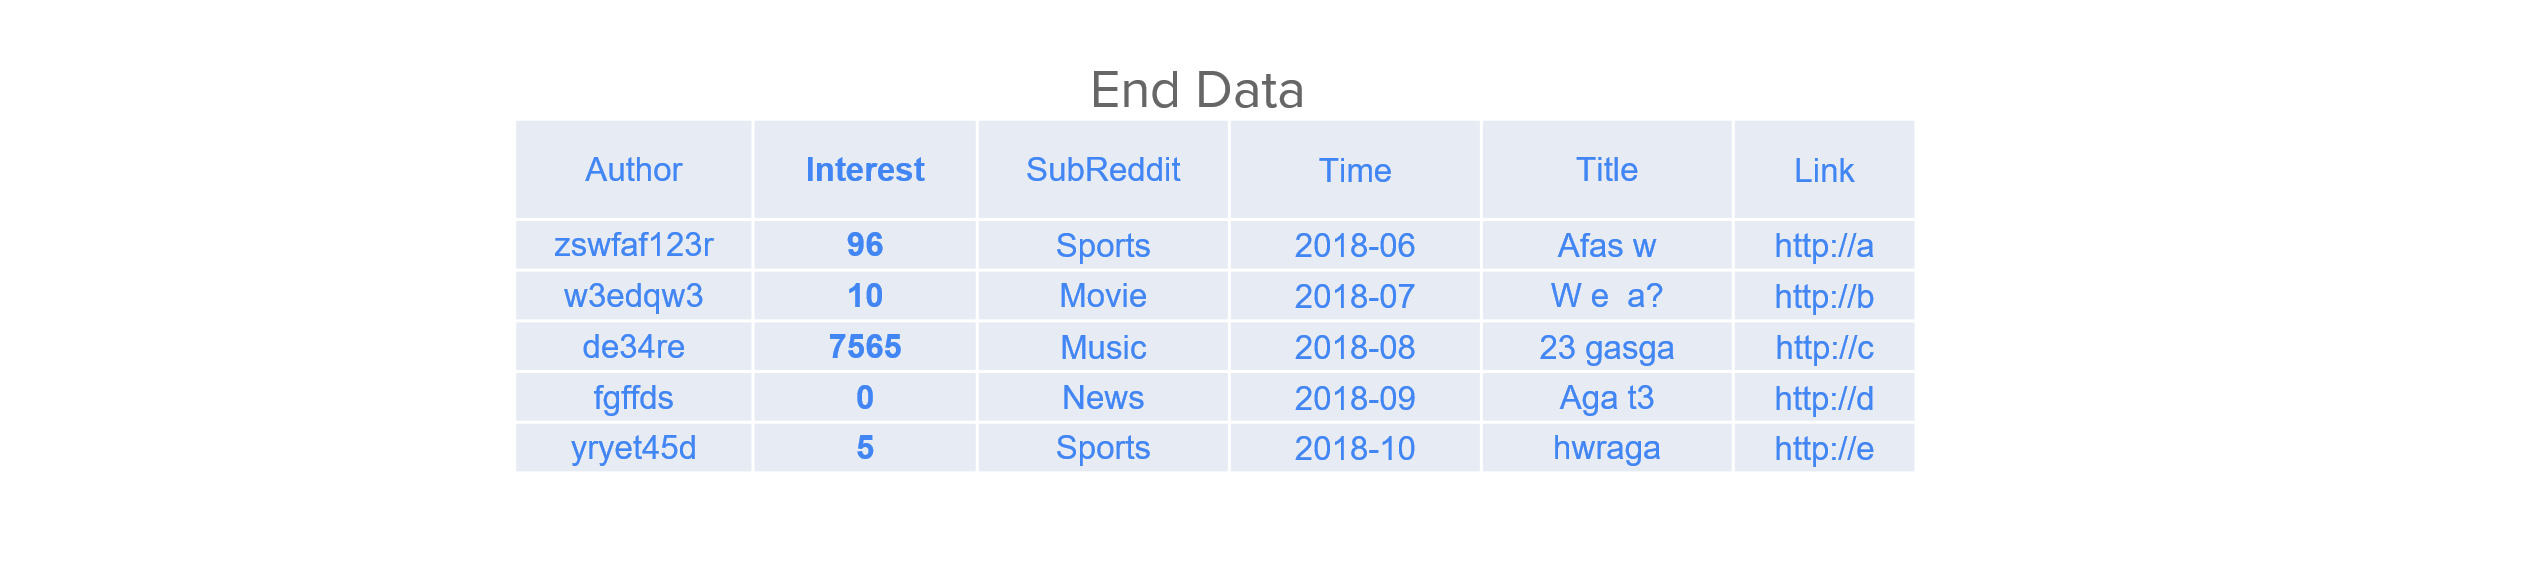 End Data
Author Interest SubReddit Time Title Link
zswfaf123r 96 Sports 2018-06 Afas w http://a
w3edqw3 10 Movie 2018-07 W e  a? http://b
de34re 7565 Music 2018-08 23 gasga http://c
fgffds 0 News 2018-09 Aga t3 http://d
yryet45d 5 Sports 2018-10 hwraga http://e